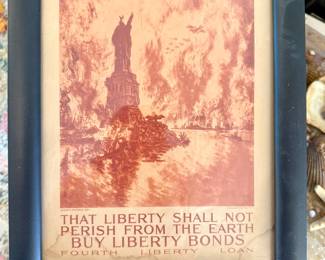 THAT LIBERTY SHALL NOT
PERISH FROM THE EARTH
BUY LIBERTY BONDS
FOURTH LIBERTY LOAN